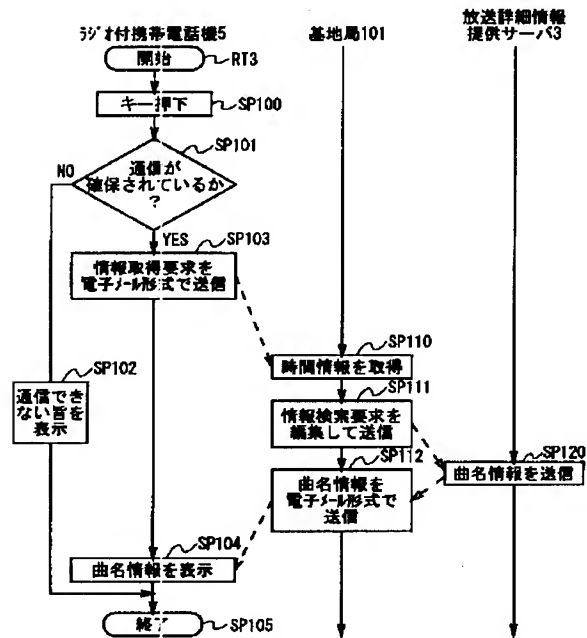 ラジオ付携帯電話機5
基地局101
放送詳細情報
提供サーバ3
開始
RT3
キー押下
SP100
SP101
通信が
確保されているか
?
NO
YES
SP103
情報取得要求を
電子メール形式で送信
SP110
時間情報を取得
SP102
通信でき
ない旨を
表示
SP111
情報検索要求を
編集して送信
SP112
曲名情報を
電子メール形式で
送信
SP120
曲名情報を送信
SP104
曲名情報を表示
終了
SP105